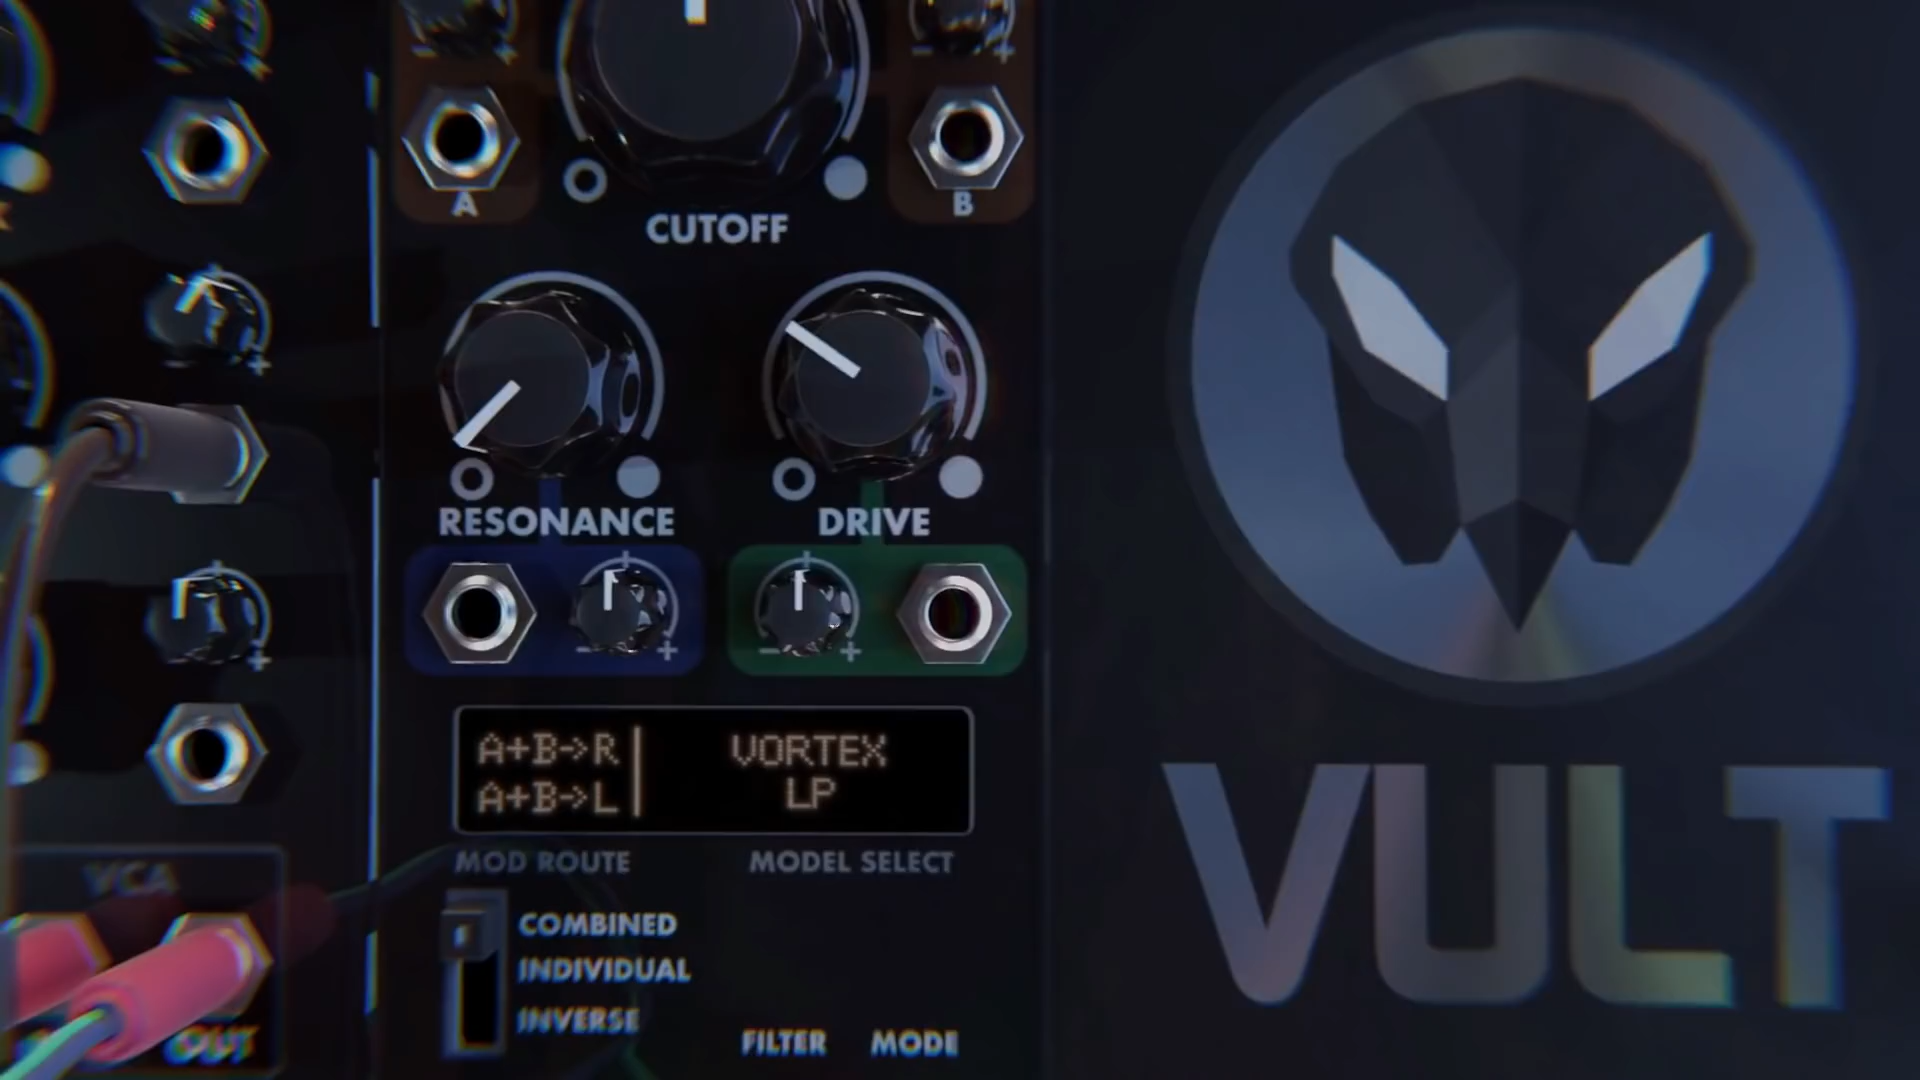 A
B
CUTOFF
RESONANCE
DRIVE
A+B->R
A+B->L
VORTEX
LP
MOD ROUTE
MODEL SELECT
COMBINED
INDIVIDUAL
INVERSE
FILTER MODE
VCA
OUT
VULT